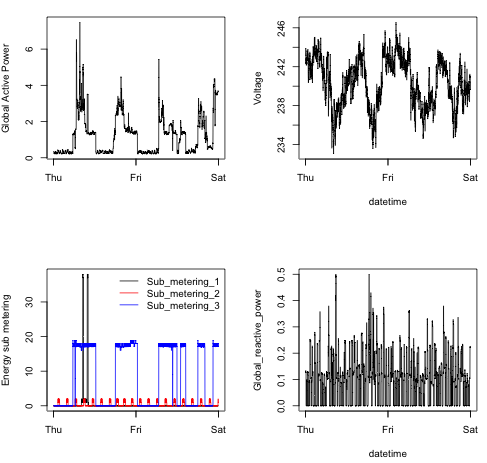 Global Active Power
6
4
2
0
Thu Fri Sat
Voltage
246
242
238
234
Thu Fri Sat
datetime
Energy sub metering
30
20
10
0
Sub_metering_1
Sub_metering_2
Sub_metering_3
Thu Fri Sat
Global_reactive_power
0.5
0.4
0.3
0.2
0.1
0.0
Thu Fri Sat
datetime